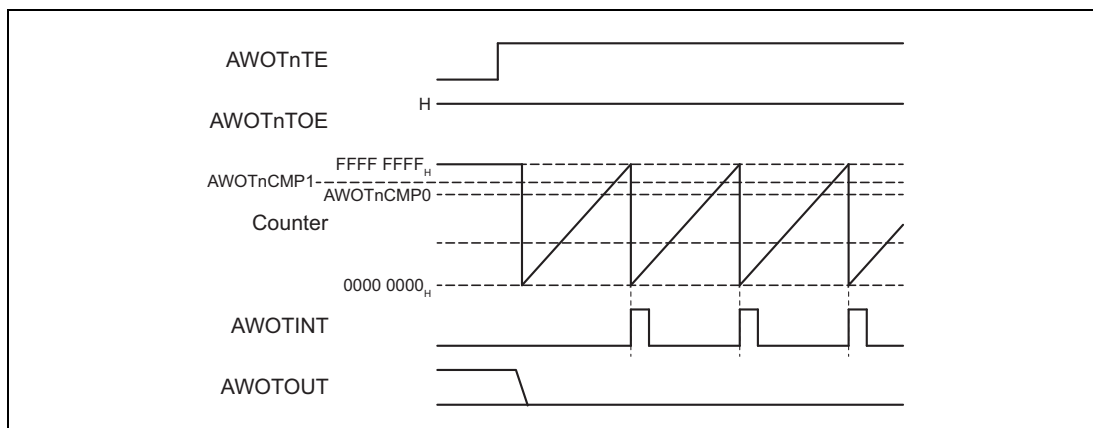 AWOTnTE
H
AWOTnTOE
FFFF FFFFH
AWOTnCMP1
AWOTnCMP0
Counter
0000 0000H
AWOTINT
AWOTOUT